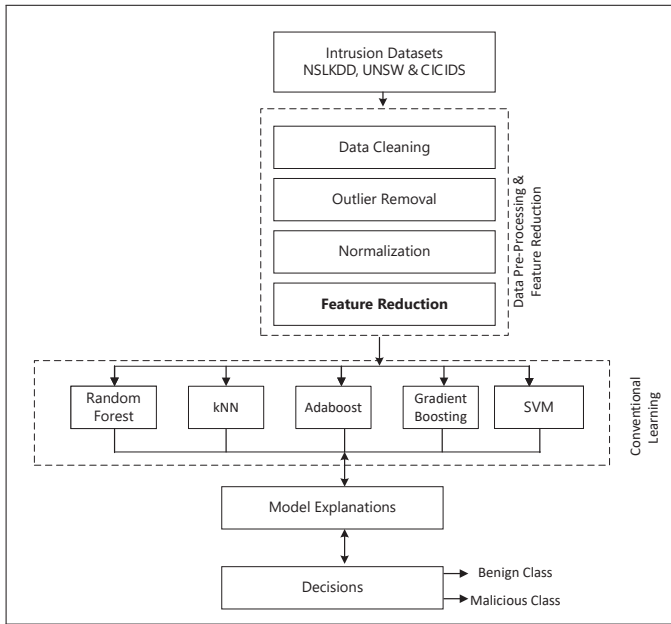 Intrusion Datasets
NSLKDD, UNSW & CICIDS
Data Cleaning
Outlier Removal
Normalization
Feature Reduction
Data Pre-Processing &
Feature Reduction
Random
Forest
kNN
Adaboost
Gradient
Boosting
SVM
Conventional
Learning
Model Explanations
Decisions
Benign Class
Malicious Class